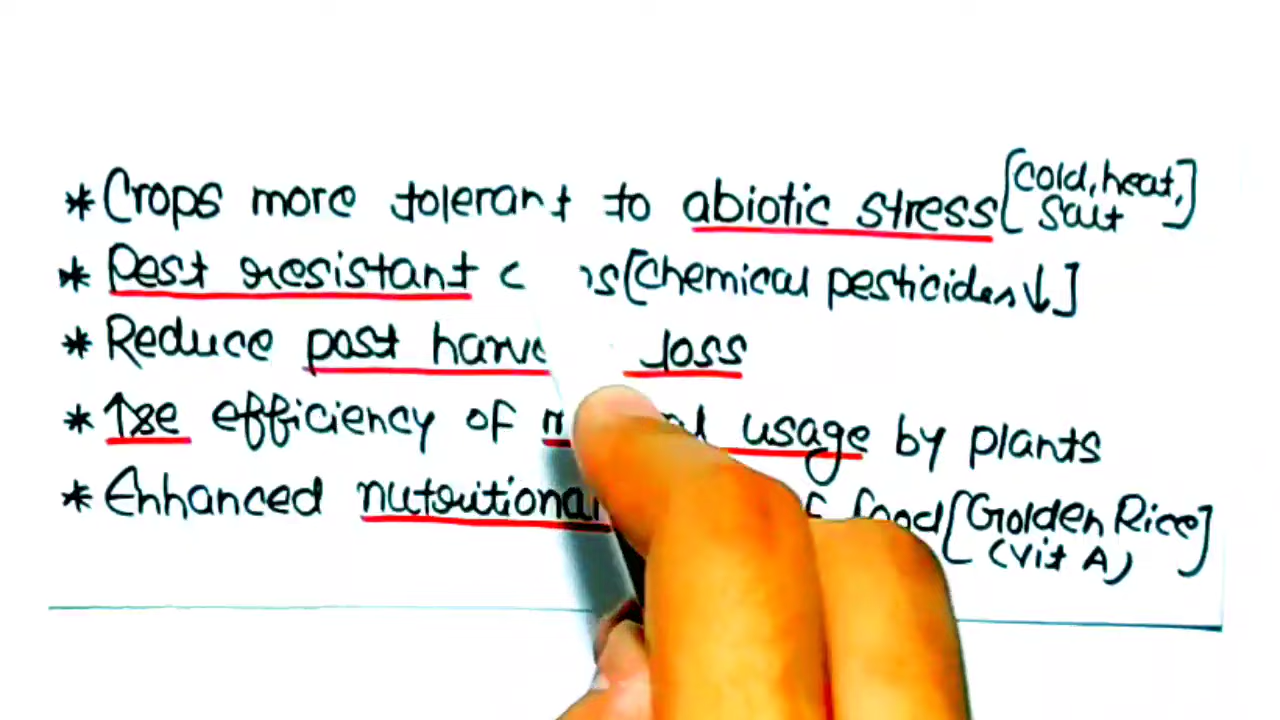 * Crops more tolerant to abiotic stress [cold, heat, salt]
* Pest resistant [Chemical pesticides↓]
* Reduce post loss
* ↑se efficiency of usage by plants
* Enhanced nutritional food [Golden Rice] (Vit A)